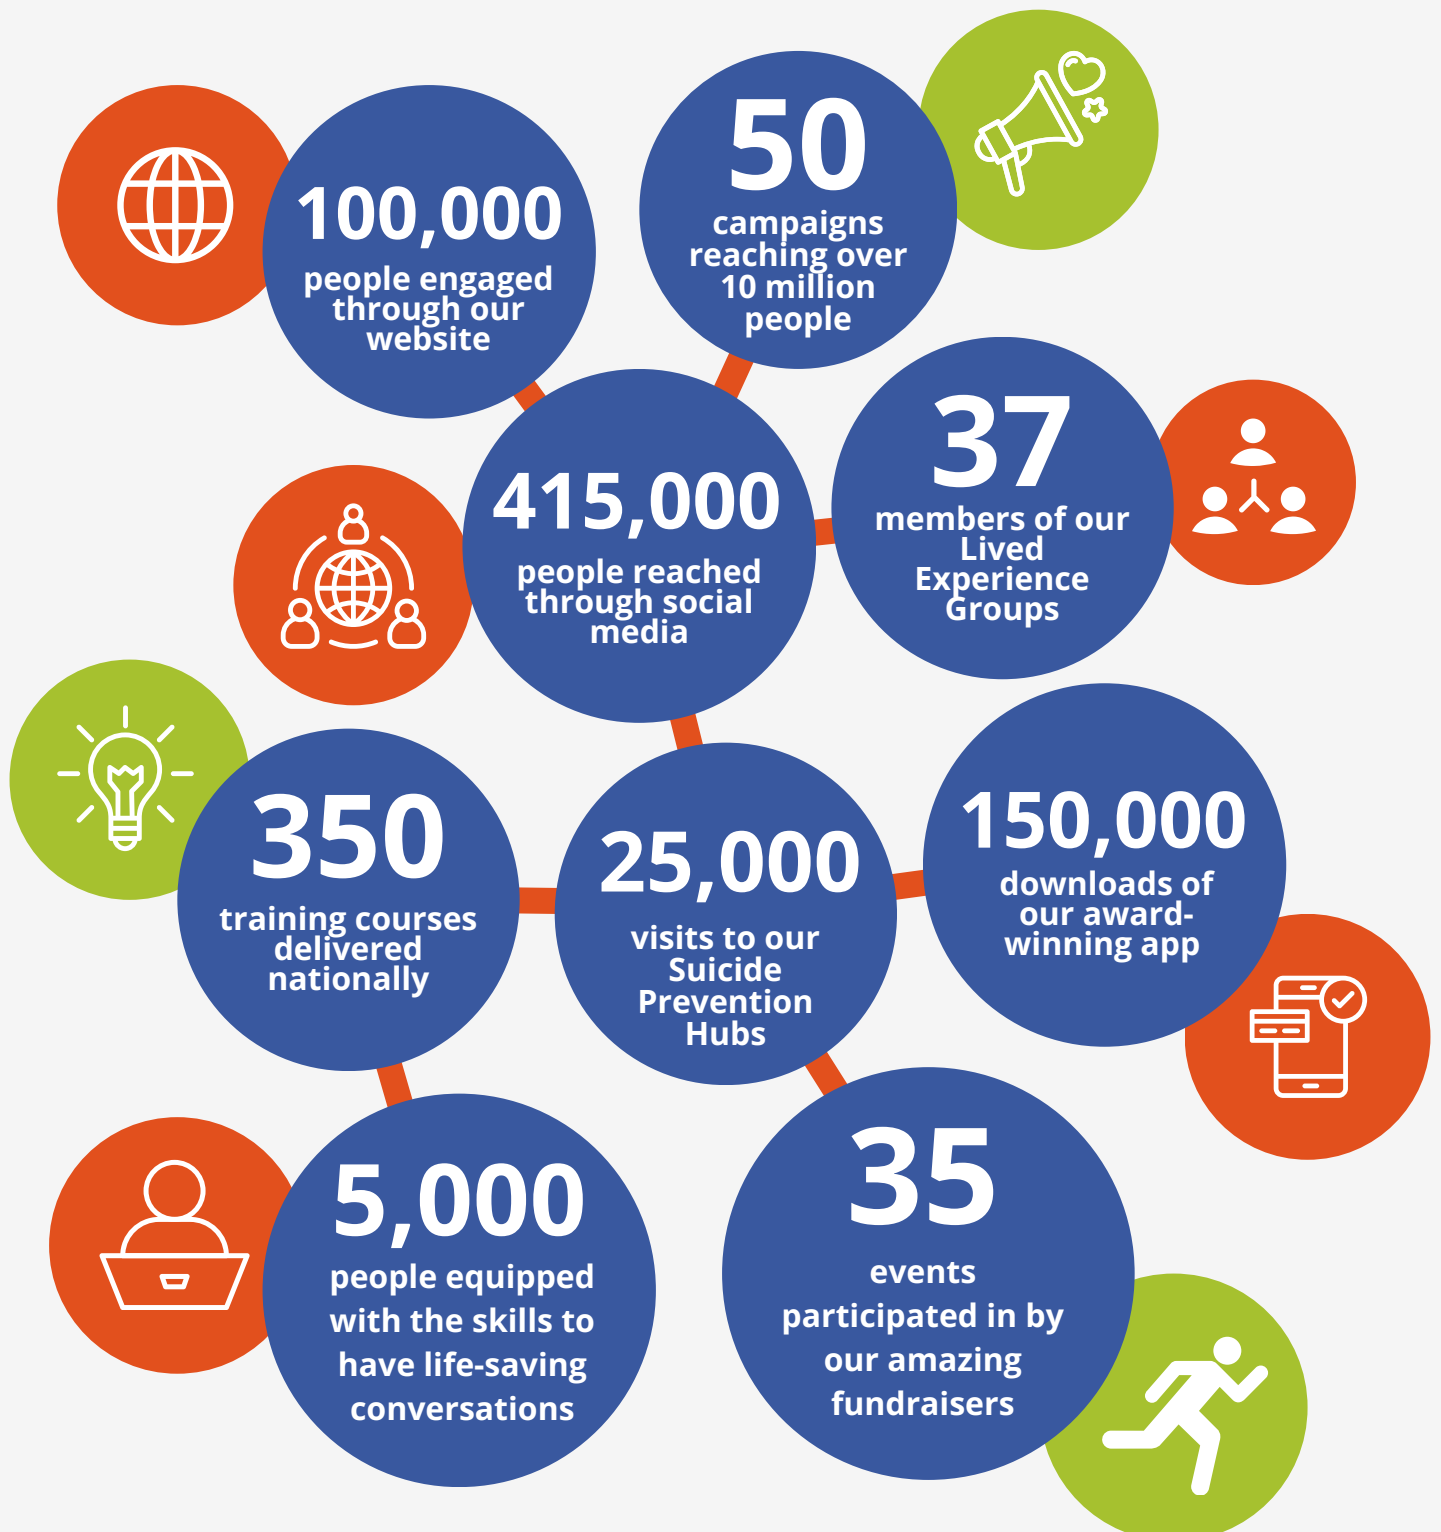 100,000
people engaged
through our
website
50
campaigns
reaching over
10 million
people
415,000
people reached
through social
media
37
members of our
Lived
Experience
Groups
350
training courses
delivered
nationally
25,000
visits to our
Suicide
Prevention
Hubs
150,000
downloads of
our award-
winning app
5,000
people equipped
with the skills to
have life-saving
conversations
35
events
participated in by
our amazing
fundraisers